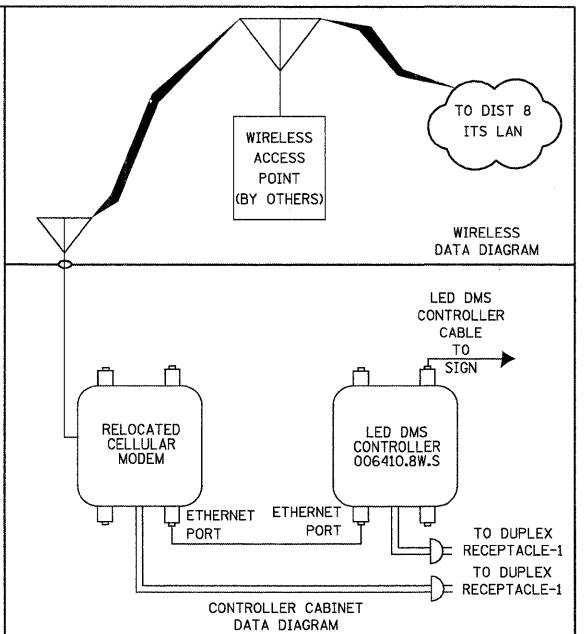 TO DIST 8
ITS LAN
WIRELESS
ACCESS
POINT
(BY OTHERS)
WIRELESS
DATA DIAGRAM
LED DMS
CONTROLLER
CABLE
TO
SIGN
RELOCATED
CELLULAR
MODEM
LED DMS
CONTROLLER
006410.8W.S
ETHERNET
PORT
ETHERNET
PORT
TO DUPLEX
RECEPTACLE-1
TO DUPLEX
RECEPTACLE-1
CONTROLLER CABINET
DATA DIAGRAM